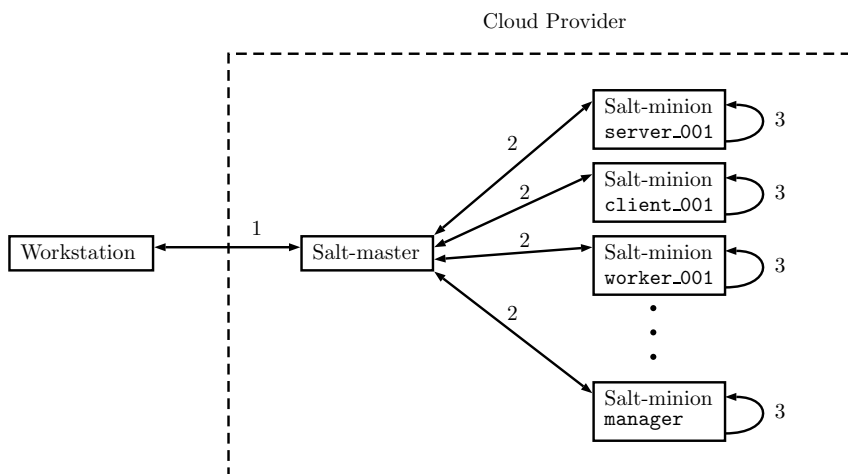 Cloud Provider
Salt-minion
server_001
3
2
Salt-minion
client_001
3
2
Workstation
1
Salt-master
2
Salt-minion
worker_001
3
2
Salt-minion
manager
3